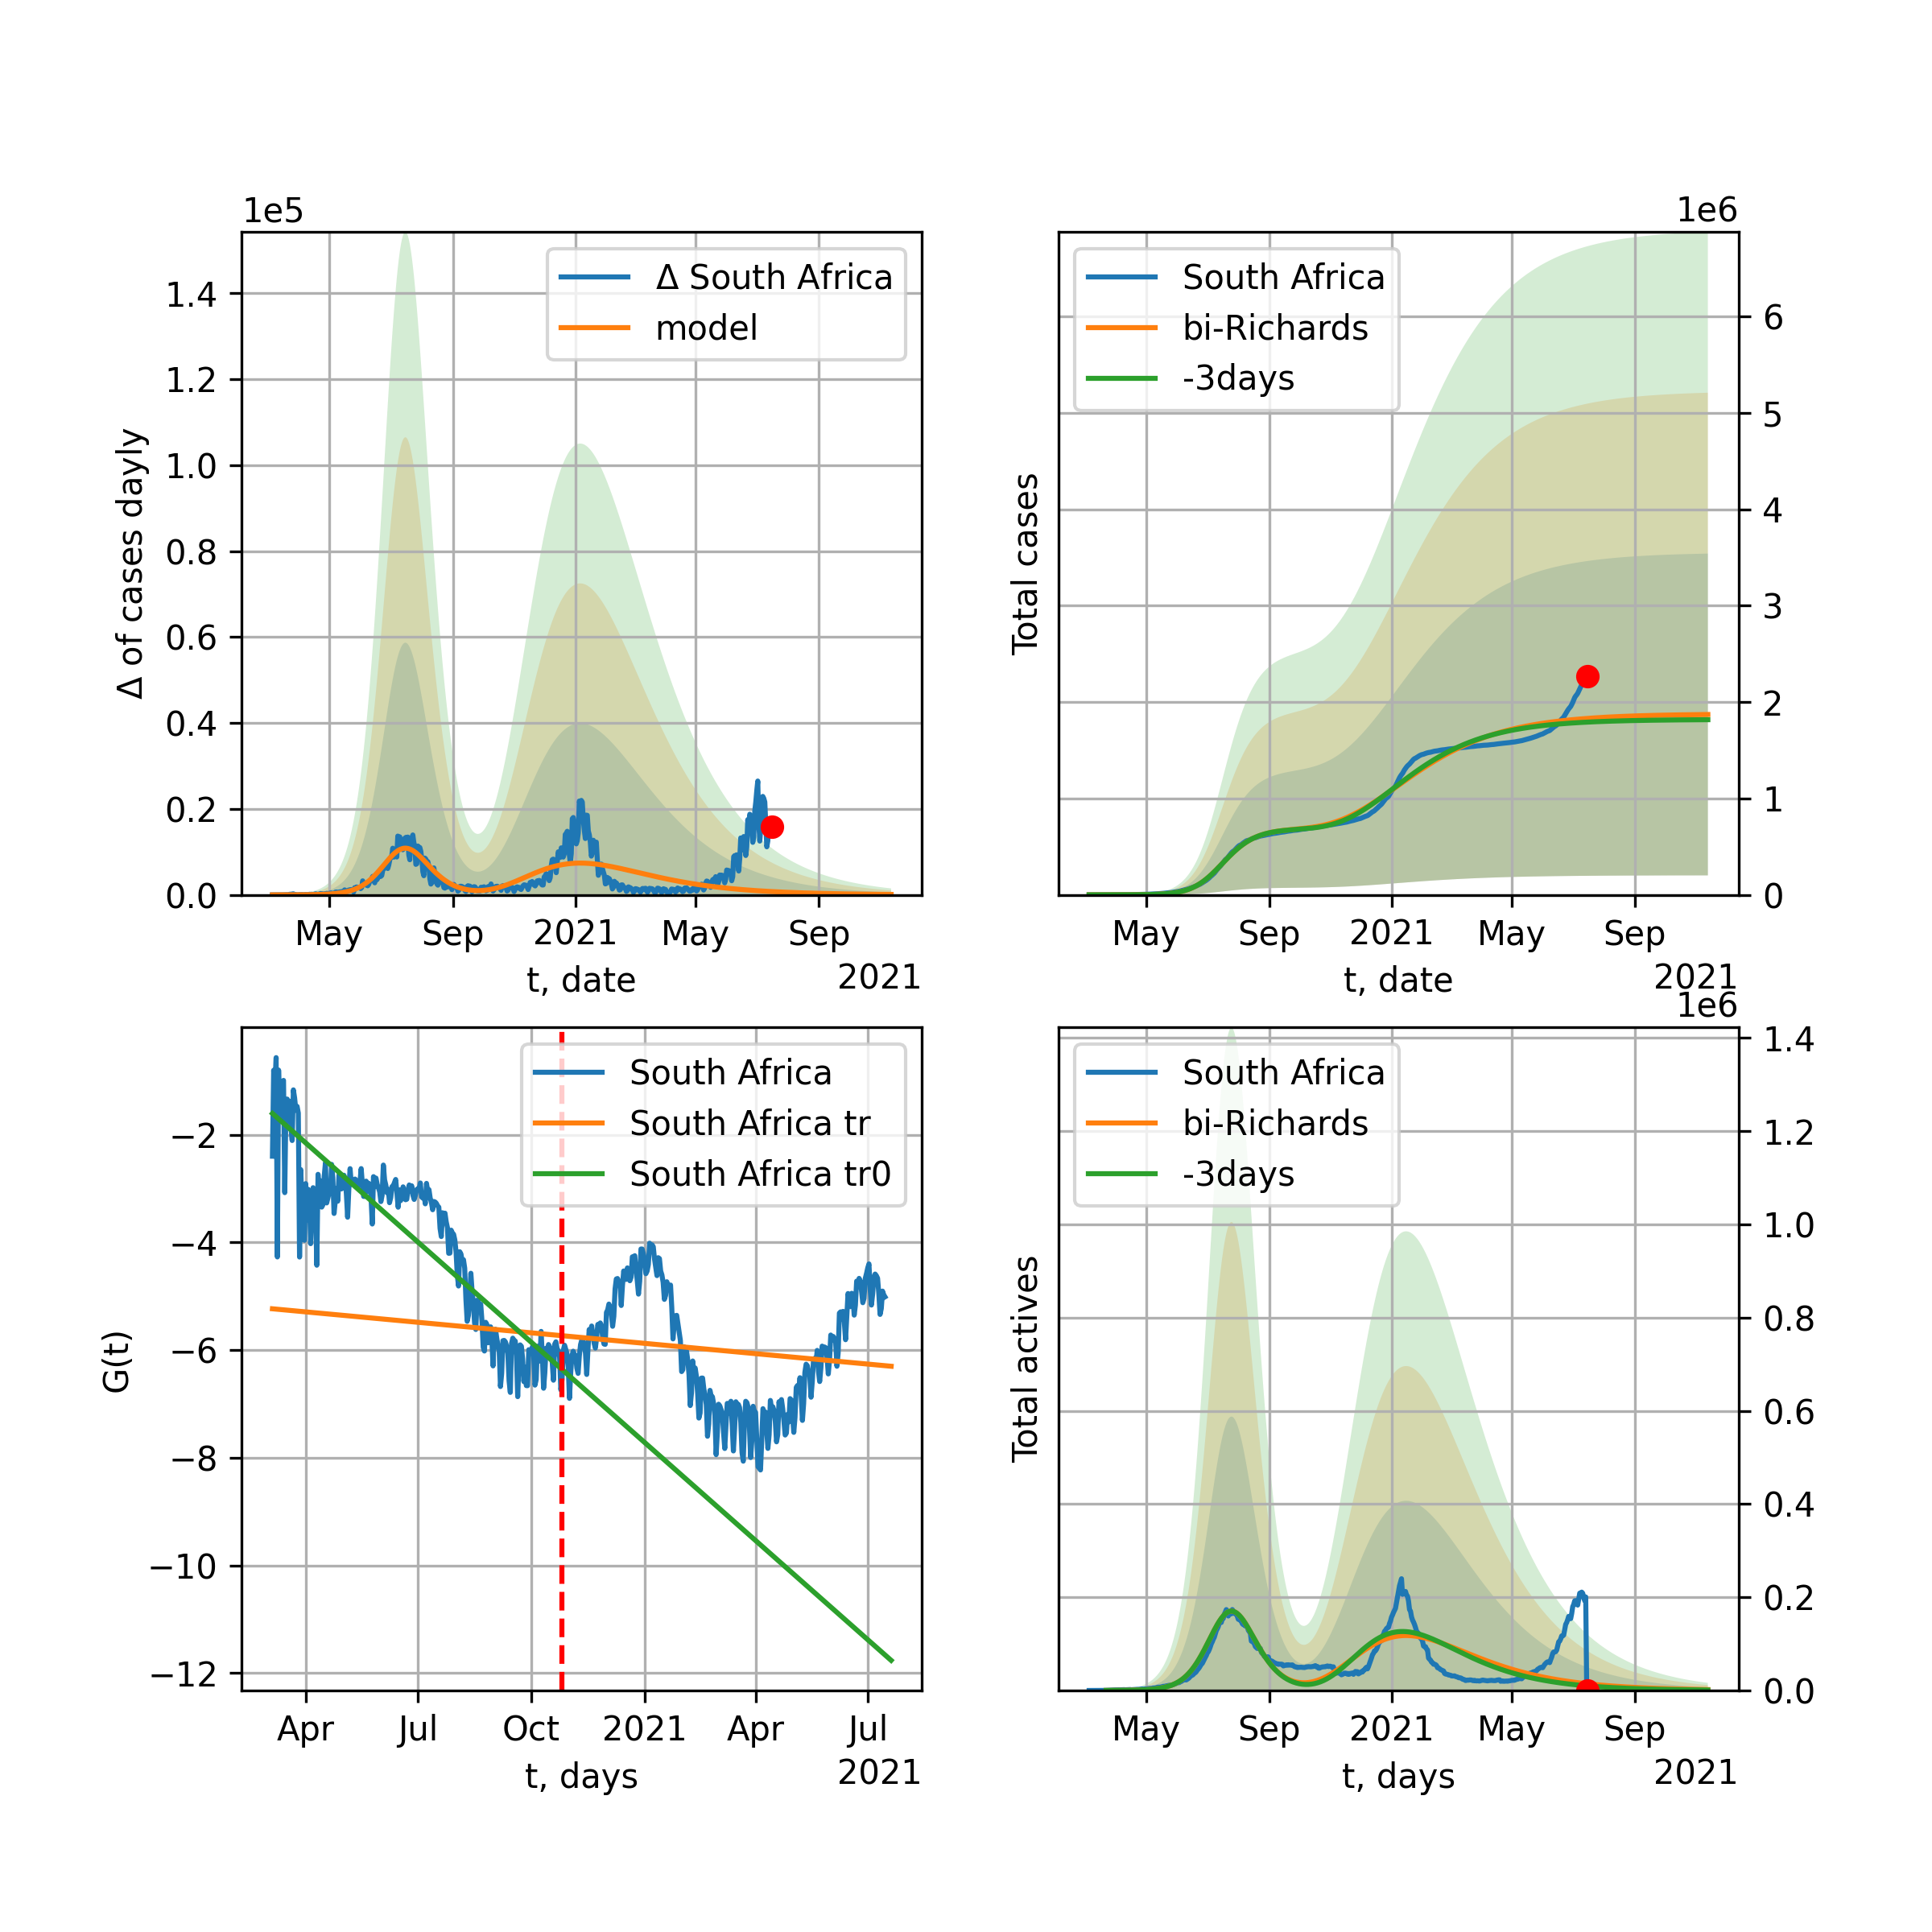 1e5
Δ of cases dayly
1.4
1.2
1.0
0.8
0.6
0.4
0.2
0.0
Δ South Africa
model
May Sep 2021 May Sep
t, date
2021
1e6
Total cases
South Africa
bi-Richards
-3days
6
5
4
3
2
1
0
May Sep 2021 May Sep
t, date
2021
G(t)
−2
−4
−6
−8
−10
−12
South Africa
South Africa tr
South Africa tr0
Apr Jul Oct 2021 Apr Jul
t, days
2021
1e6
Total actives
South Africa
bi-Richards
-3days
1.4
1.2
1.0
0.8
0.6
0.4
0.2
0.0
May Sep 2021 May Sep
t, days
2021